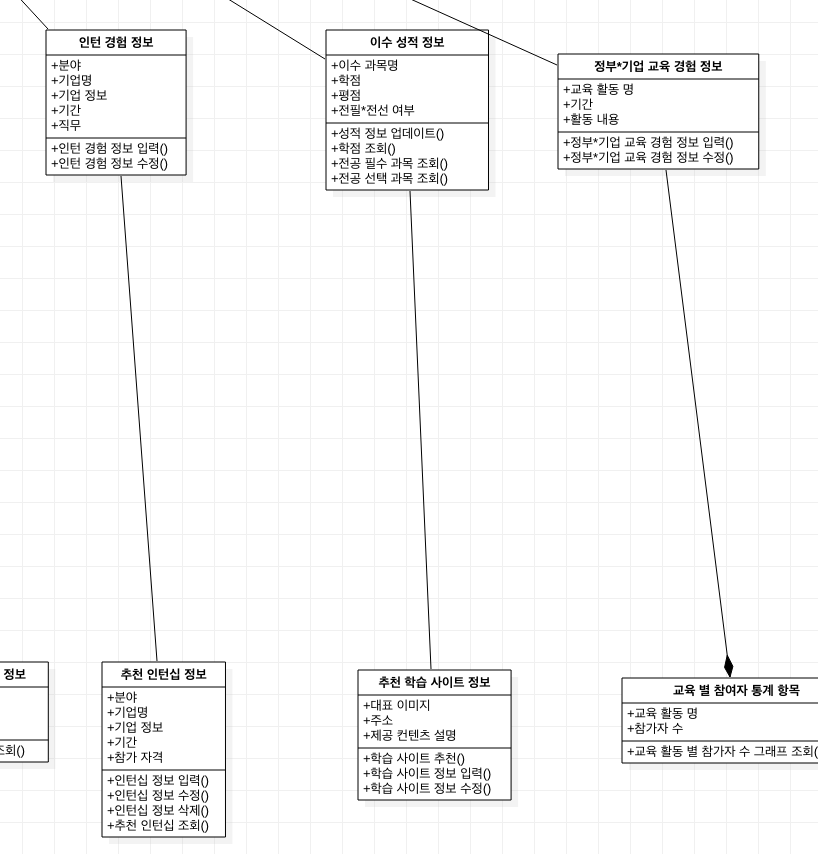 인턴 경험 정보
+분야
+기업명
+기업 정보
+기간
+직무
+인턴 경험 정보 입력()
+인턴 경험 정보 수정()
이수 성적 정보
+이수 과목명
+학점
+평점
+전필*전선 여부
+성적 정보 업데이트()
+학점 조회()
+전공 필수 과목 조회()
+전공 선택 과목 조회()
정부*기업 교육 경험 정보
+교육 활동 명
+기간
+활동 내용
+정부*기업 교육 경험 정보 입력()
+정부*기업 교육 경험 정보 수정()
정보
조회()
추천 인턴십 정보
+분야
+기업명
+기업 정보
+기간
+참가 자격
+인턴십 정보 입력()
+인턴십 정보 수정()
+인턴십 정보 삭제()
+추천 인턴십 조회()
추천 학습 사이트 정보
+대표 이미지
+주소
+제공 컨텐츠 설명
+학습 사이트 추천()
+학습 사이트 정보 입력()
+학습 사이트 정보 수정()
교육 별 참여자 통계 항목
+교육 활동 명
+참가자 수
+교육 활동 별 참가자 수 그래프 조회(